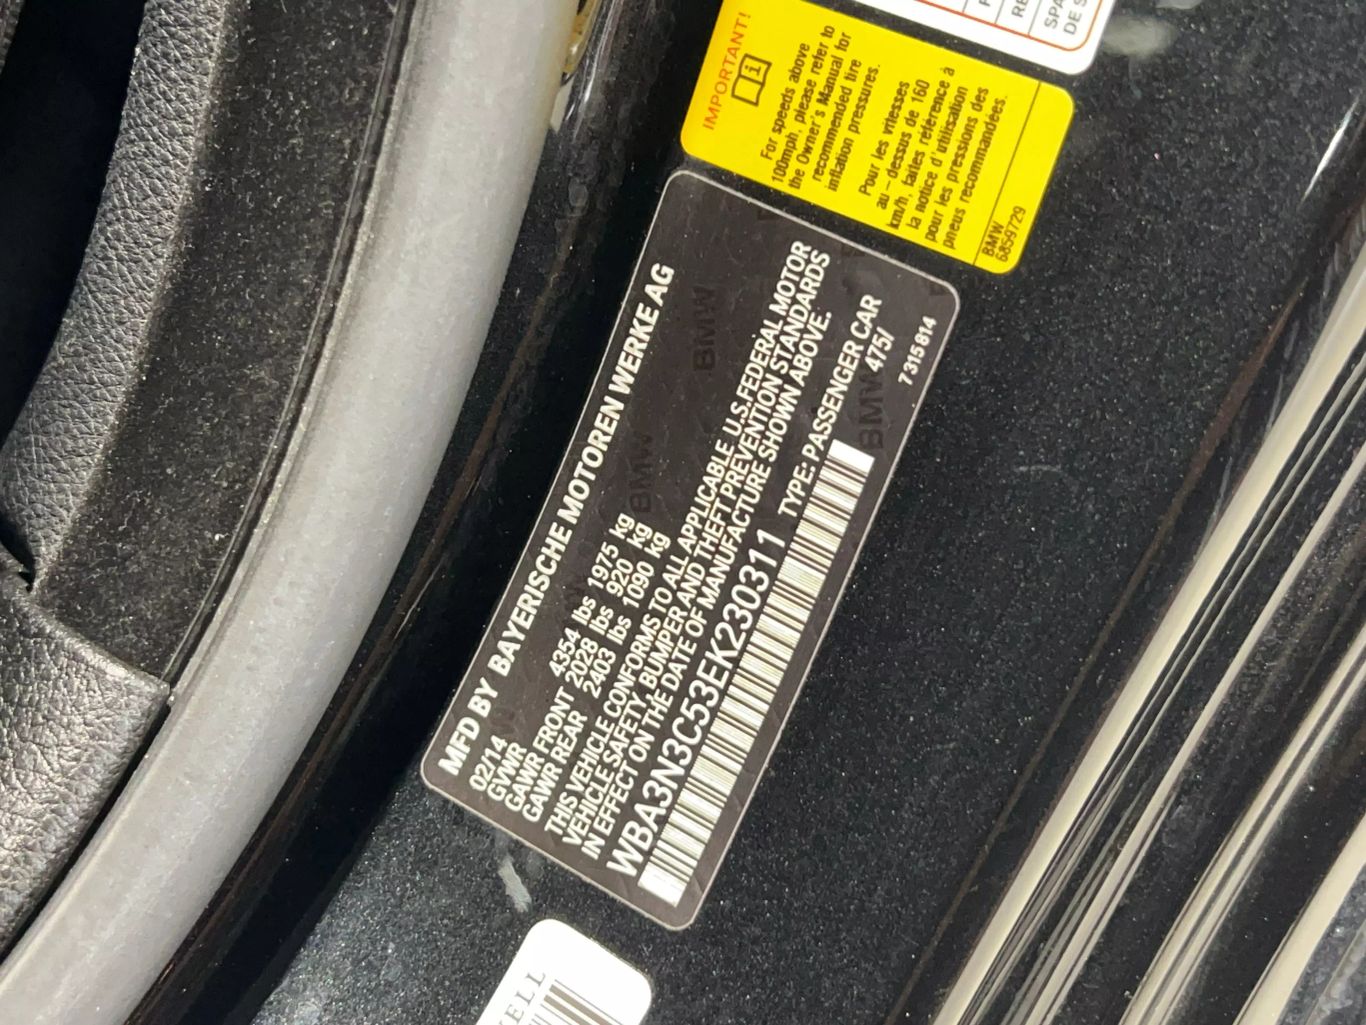 IMPORTANT!
For speeds above
100mph, please refer to
the Owner's Manual for
recommended tire
inflation pressures.
Pour les vitesses
au - dessus de 160
km/h, faites référence à
la notice d'utilisation
pour les pressions des
pneus recommandées.
BMW
6859729
MFD BY BAYERISCHE MOTOREN WERKE AG
02/14
GVWR 4354 lbs 1975 kg
GAWR FRONT 2028 lbs 920 kg
GAWR REAR 2403 lbs 1090 kg
THIS VEHICLE CONFORMS TO ALL APPLICABLE U.S.FEDERAL MOTOR
VEHICLE SAFETY, BUMPER AND THEFT PREVENTION STANDARDS
IN EFFECT ON THE DATE OF MANUFACTURE SHOWN ABOVE.
WBA3N3C53EK230311 TYPE: PASSENGER CAR
475/
7315814
BMW
BMW
BMW